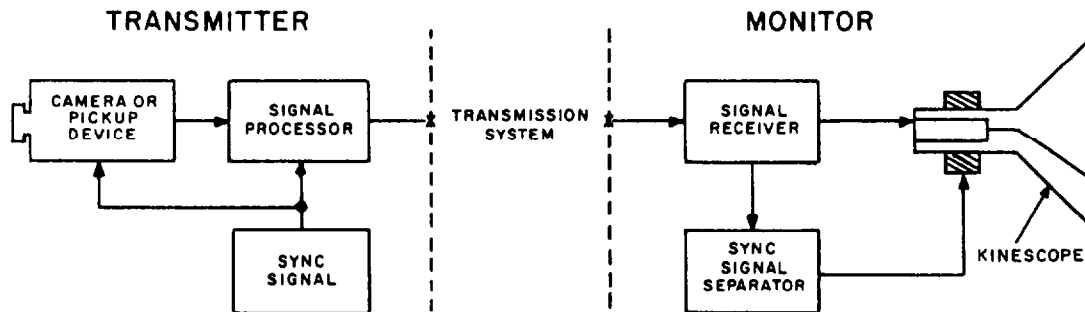 TRANSMITTER
CAMERA OR
PICKUP
DEVICE
SIGNAL
PROCESSOR
SYNC
SIGNAL
TRANSMISSION
SYSTEM
MONITOR
SIGNAL
RECEIVER
SYNC
SIGNAL
SEPARATOR
KINESCOPE